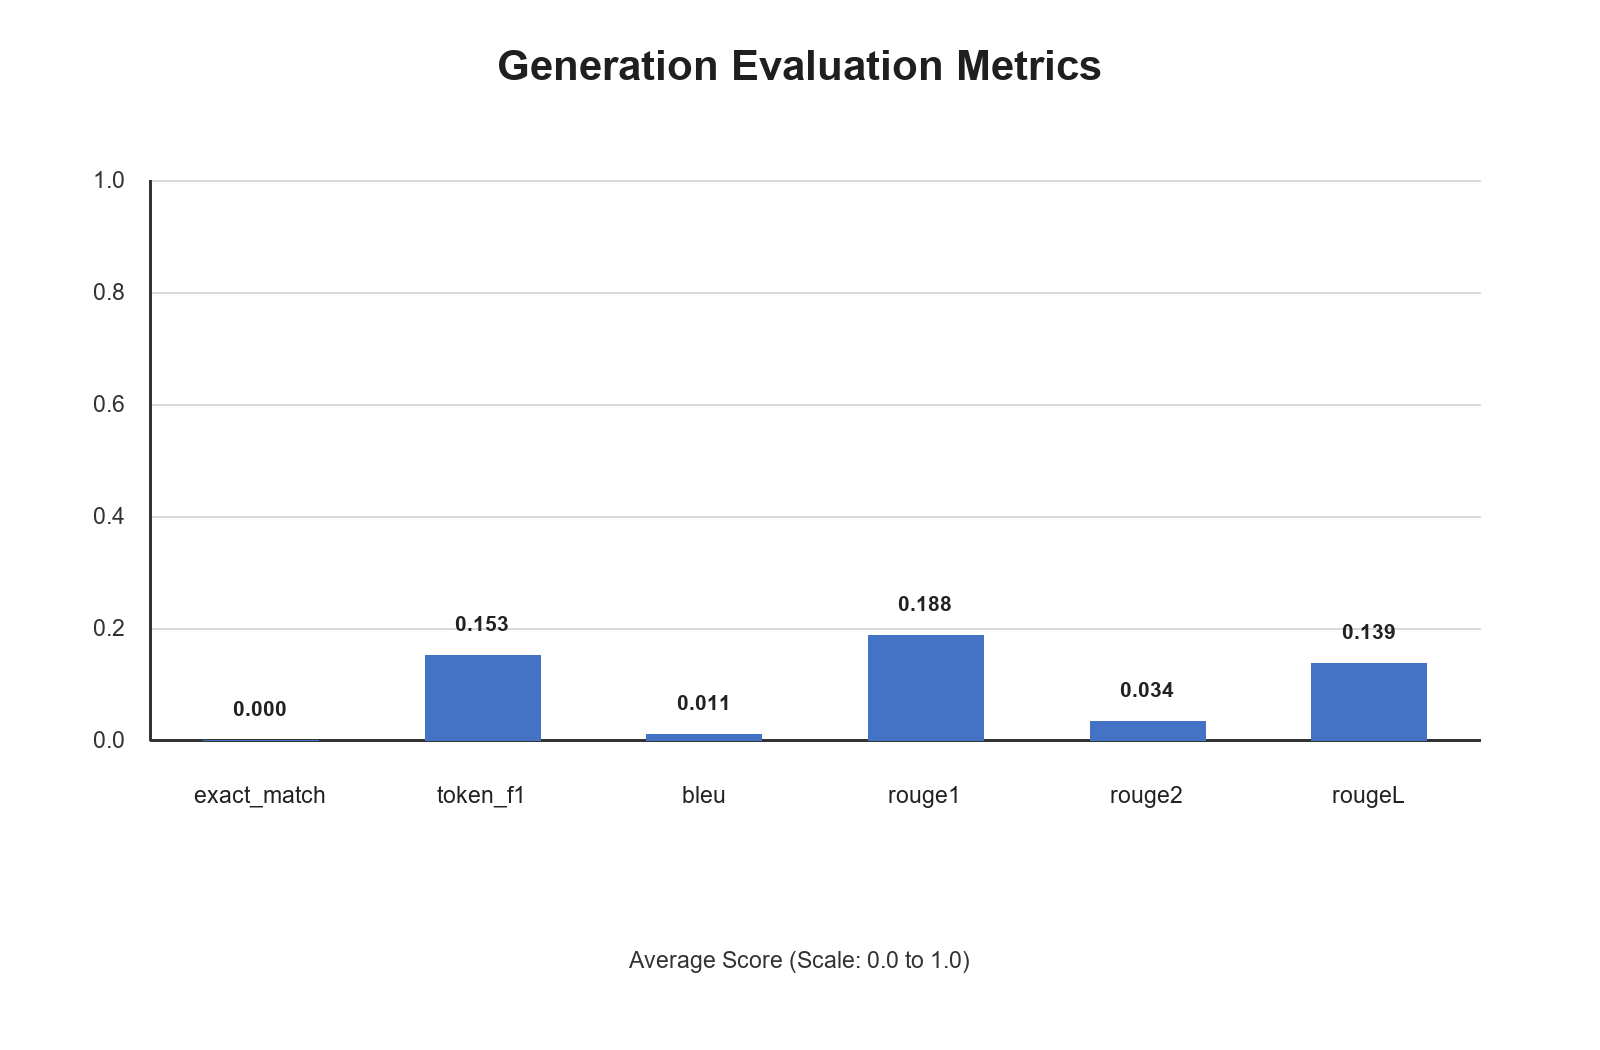 Generation Evaluation Metrics
1.0
0.8
0.6
0.4
0.2
0.0
0.000
0.153
0.011
0.188
0.034
0.139
exact_match
token_f1
bleu
rouge1
rouge2
rougeL
Average Score (Scale: 0.0 to 1.0)